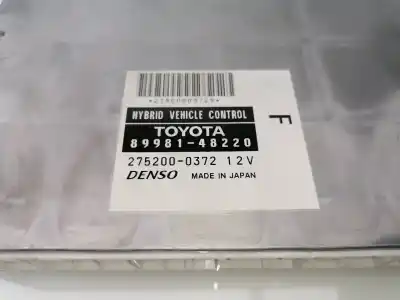 HYBRID VEHICLE CONTROL
F
TOYOTA
89981-48220
275200-0372 12V
DENSO MADE IN JAPAN